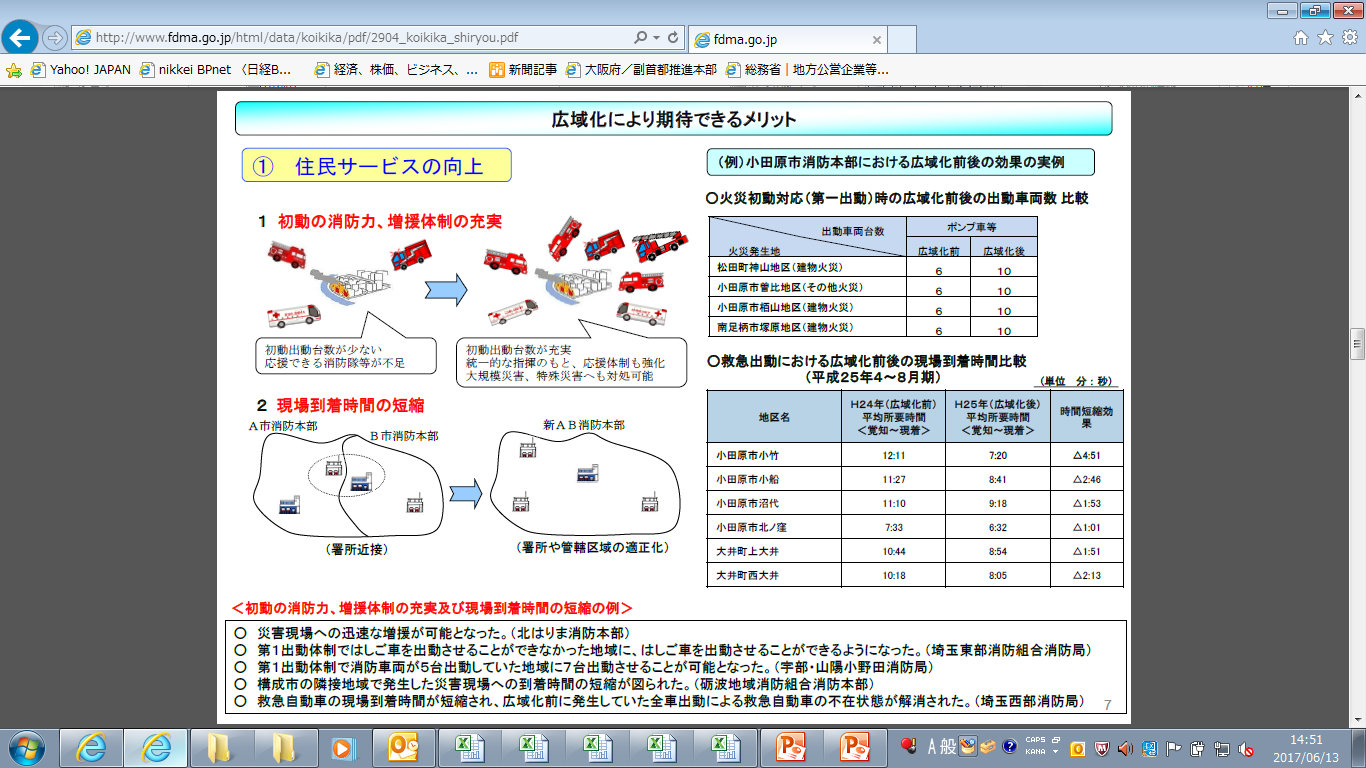 http://www.fdma.go.jp/html/data/koikika/pdf/2904_koikika_shiryou.pdf
fdma.go.jp
Yahoo! JAPAN
nikkei BPnet 〈日経B...
経済、株価、ビジネス、...
新聞記事
大阪府／副首都推進本部
総務省｜地方公営企業等...
広域化により期待できるメリット
① 住民サービスの向上
1 初動の消防力、増援体制の充実
初動出動台数が少ない
応援できる消防隊等が不足
初動出動台数が充実
統一的な指揮のもと、応援体制も強化
大規模災害、特殊災害へも対処可能
2 現場到着時間の短縮
A市消防本部
B市消防本部
新AB消防本部
（署所近接）
（署所や管轄区域の適正化）
（例）小田原市消防本部における広域化前後の効果の実例
○火災初動対応（第一出動）時の広域化前後の出動車両数 比較
出動車両台数
火災発生地
ポンプ車等
広域化前 広域化後
松田町神山地区（建物火災） 6 10
小田原市曽比地区（その他火災） 6 10
小田原市栢山地区（建物火災） 6 10
南足柄市塚原地区（建物火災） 6 10
○救急出動における広域化前後の現場到着時間比較
（平成25年4～8月期）
（単位 分：秒）
地区名
H24年（広域化前）
平均所要時間
＜覚知～現着＞
H25年（広域化後）
平均所要時間
＜覚知～現着＞
時間短縮効
果
小田原市小竹 12:11 7:20 △4:51
小田原市小船 11:27 8:41 △2:46
小田原市沼代 11:10 9:18 △1:53
小田原市北ノ窪 7:33 6:32 △1:01
大井町上大井 10:44 8:54 △1:51
大井町西大井 10:18 8:05 △2:13
＜初動の消防力、増援体制の充実及び現場到着時間の短縮の例＞
○ 災害現場への迅速な増援が可能となった。（北はりま消防本部）
○ 第1出動体制ではしご車を出動させることができなかった地域に、はしご車を出動させることができるようになった。（埼玉東部消防組合消防局）
○ 第1出動体制で消防車両が5台出動していた地域に7台出動させることが可能となった。（宇部・山陽小野田消防局）
○ 構成市の隣接地域で発生した災害現場への到着時間の短縮が図られた。（砺波地域消防組合消防本部）
○ 救急自動車の現場到着時間が短縮され、広域化前に発生していた全車出動による救急自動車の不在状態が解消された。（埼玉西部消防局）
7
A 般
CAPS
KANA
14:51
2017/06/13